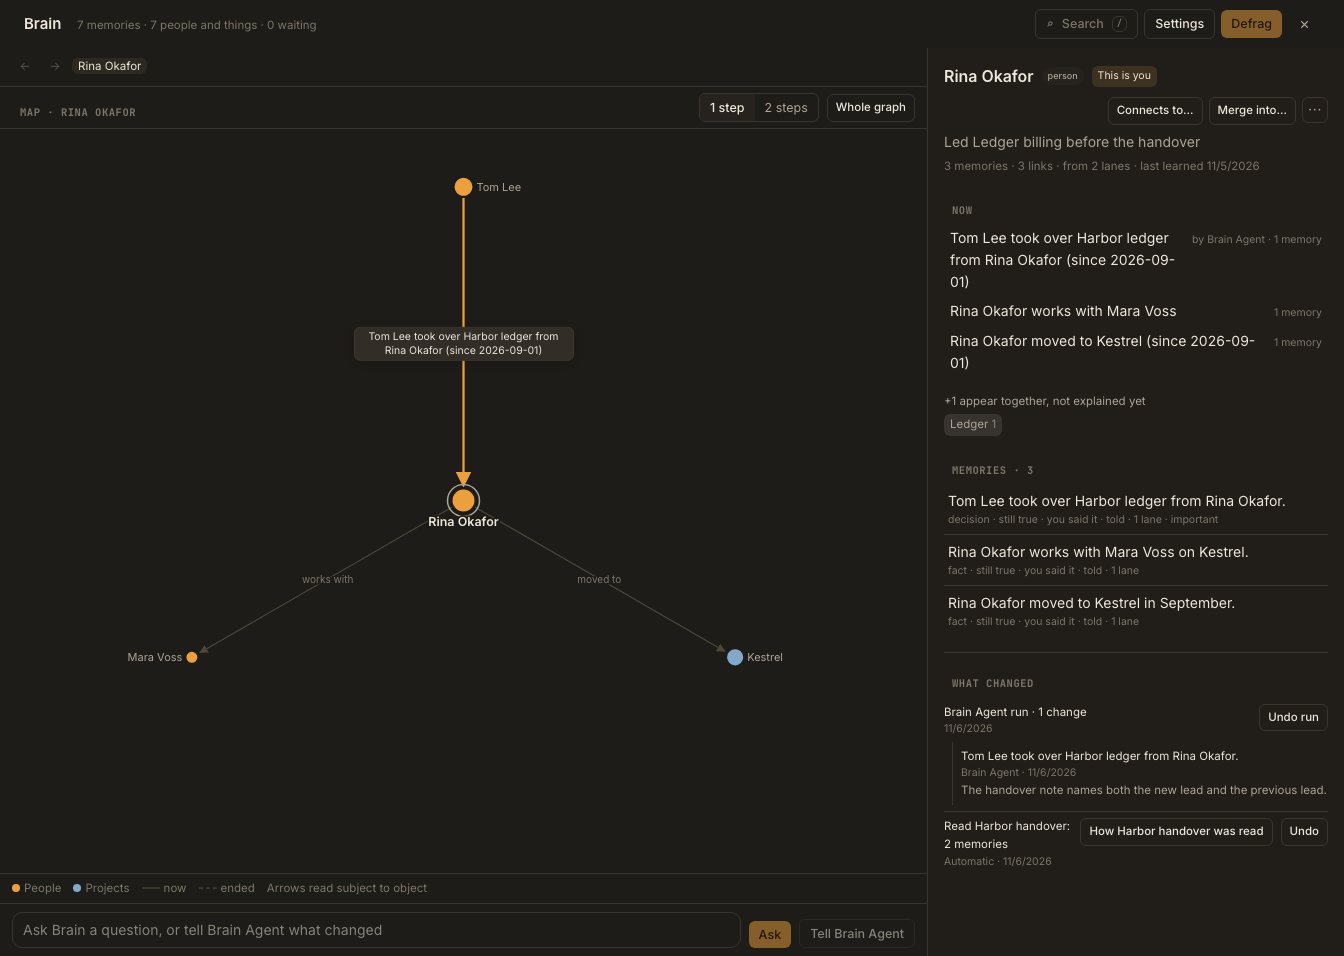 Brain
7 memories · 7 people and things · 0 waiting
Search /
Settings
Defrag
×
← → Rina Okafor
MAP · RINA OKAFOR
1 step
2 steps
Whole graph
Tom Lee
Tom Lee took over Harbor ledger from
Rina Okafor (since 2026-09-01)
Rina Okafor
works with
moved to
Mara Voss
Kestrel
People
Projects
now
ended
Arrows read subject to object
Ask Brain a question, or tell Brain Agent what changed
Ask
Tell Brain Agent
Rina Okafor
person
This is you
Connects to...
Merge into...
...
Led Ledger billing before the handover
3 memories · 3 links · from 2 lanes · last learned 11/5/2026
NOW
Tom Lee took over Harbor ledger
from Rina Okafor (since 2026-09-
01)
by Brain Agent · 1 memory
Rina Okafor works with Mara Voss
1 memory
Rina Okafor moved to Kestrel (since 2026-09-
01)
1 memory
+1 appear together, not explained yet
Ledger 1
MEMORIES · 3
Tom Lee took over Harbor ledger from Rina Okafor.
decision · still true · you said it · told · 1 lane · important
Rina Okafor works with Mara Voss on Kestrel.
fact · still true · you said it · told · 1 lane
Rina Okafor moved to Kestrel in September.
fact · still true · you said it · told · 1 lane
WHAT CHANGED
Brain Agent run · 1 change
11/6/2026
Undo run
Tom Lee took over Harbor ledger from Rina Okafor.
Brain Agent · 11/6/2026
The handover note names both the new lead and the previous lead.
Read Harbor handover:
2 memories
Automatic · 11/6/2026
How Harbor handover was read
Undo